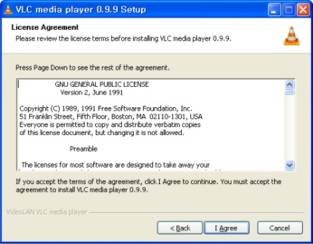 VLC media player 0.9.9 Setup
License Agreement
Please review the license terms before installing VLC media player 0.9.9.
Press Page Down to see the rest of the agreement.
GNU GENERAL PUBLIC LICENSE
Version 2, June 1991
Copyright (C) 1989, 1991 Free Software Foundation, Inc.
51 Franklin Street, Fifth Floor, Boston, MA  02110-1301, USA
Everyone is permitted to copy and distribute verbatim copies
of this license document, but changing it is not allowed.
Preamble
The licenses for most software are designed to take away your
If you accept the terms of the agreement, click I Agree to continue. You must accept the
agreement to install VLC media player 0.9.9.
VideoLAN VLC media player
< Back
I Agree
Cancel